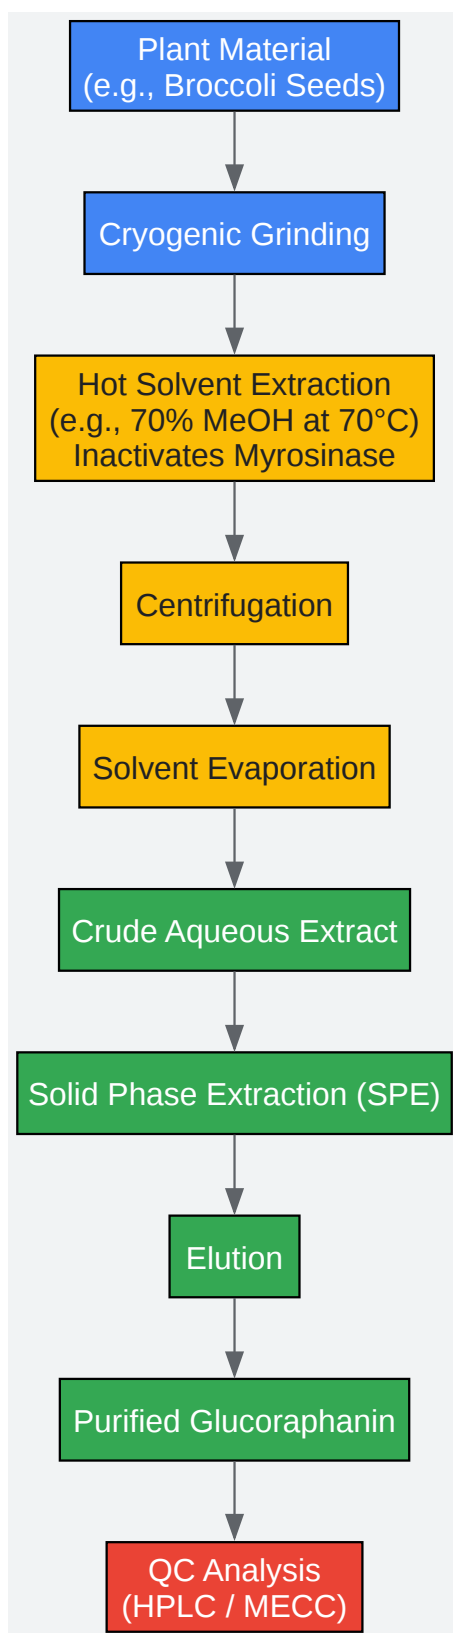 Plant Material
(e.g., Broccoli Seeds)
Cryogenic Grinding
Hot Solvent Extraction
(e.g., 70% MeOH at 70°C)
Inactivates Myrosinase
Centrifugation
Solvent Evaporation
Crude Aqueous Extract
Solid Phase Extraction (SPE)
Elution
Purified Glucoraphanin
QC Analysis
(HPLC / MECC)